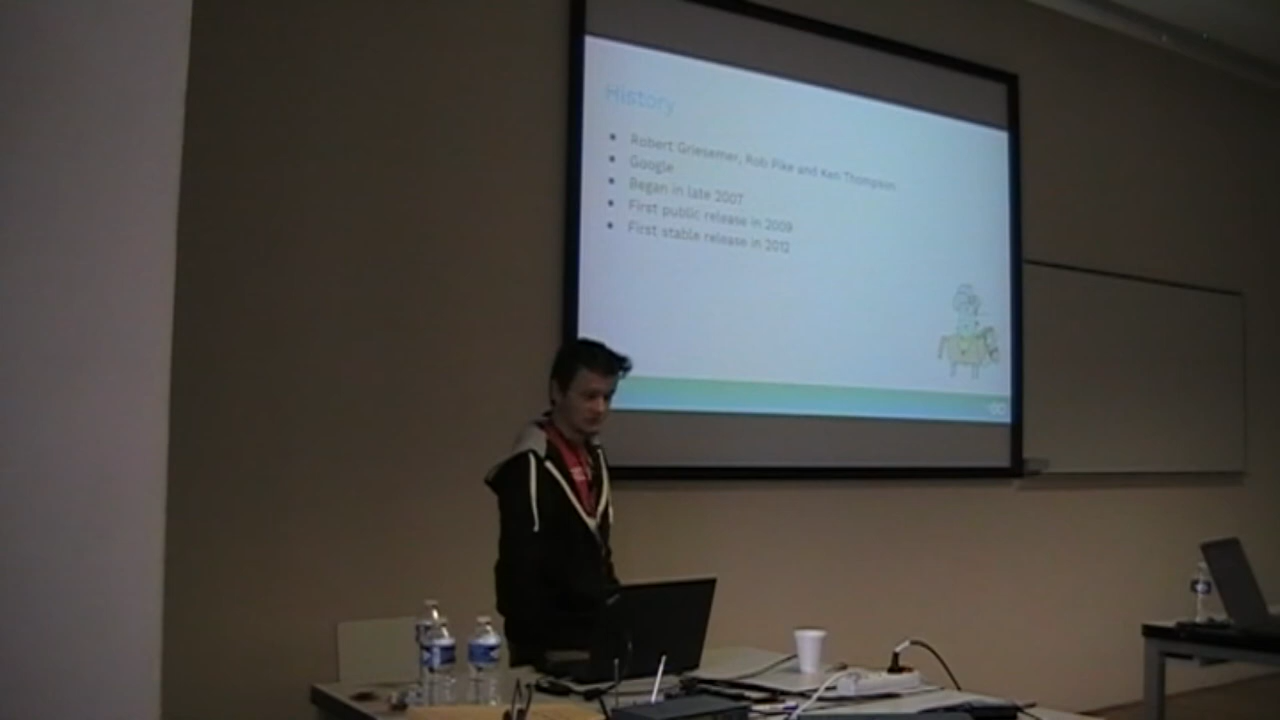 History
Robert Griesemer, Rob Pike and Ken Thompson
Google
Began in late 2007
First public release in 2009
First stable release in 2012